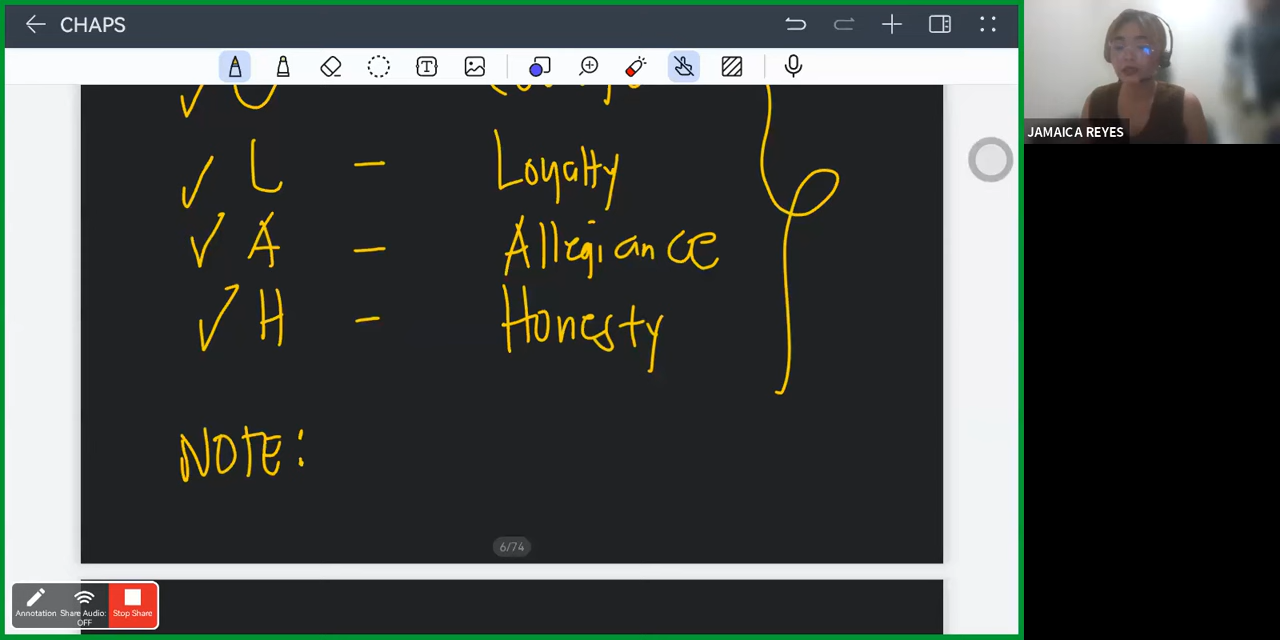 CHAPS
L - Loyalty
A - Allegiance
H - Honesty
NOTE:
6/74
Annotation
Share Audio: OFF
Stop Share
JAMAICA REYES